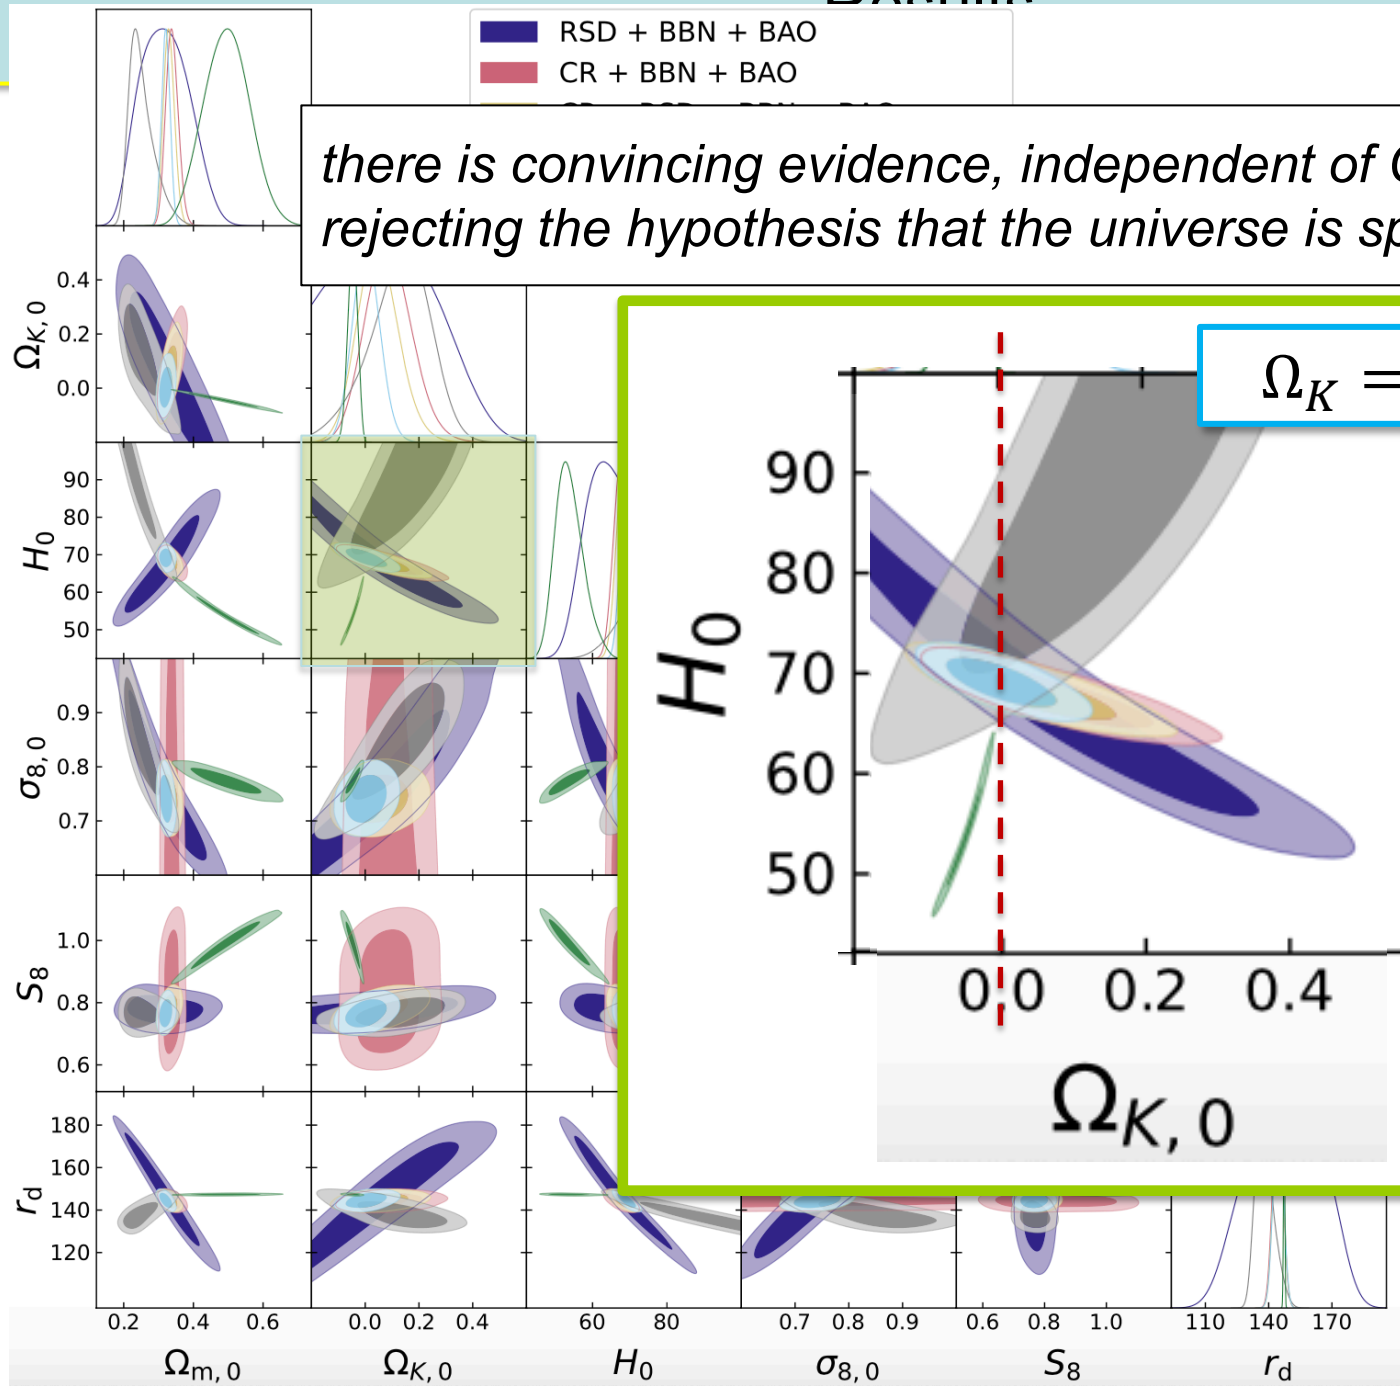 Results
RSD + BBN + BAO
CR + BBN + BAO
CR + RSD + BBN + BAO
there is convincing evidence, independent of
rejecting the hypothesis that the universe is
Ω_K =
Ω_{K, 0}
0.4
0.2
0.0
H_0
90
80
70
60
50
σ_{8, 0}
0.9
0.8
0.7
S_8
1.0
0.8
0.6
r_d
180
160
140
120
0.2 0.4 0.6
0.0 0.2 0.4
60 80
0.7 0.8 0.9
0.6 0.8 1.0
110 140 170
Ω_{m, 0} Ω_{K, 0} H_0 σ_{8, 0} S_8 r_d
H_0
90
80
70
60
50
0.0 0.2 0.4
Ω_{K, 0}